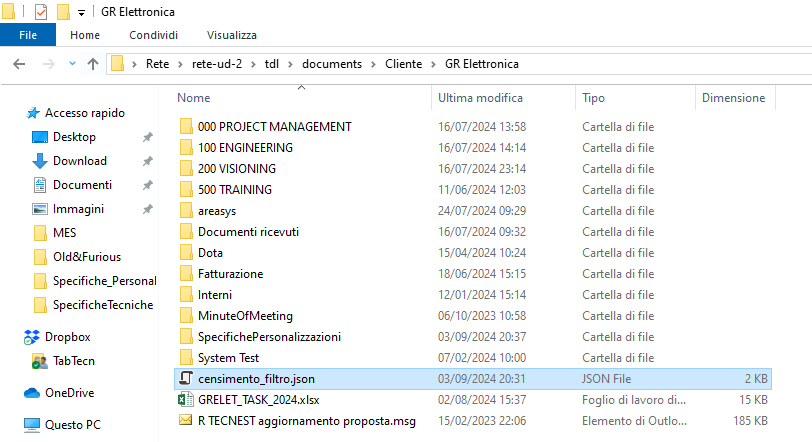 GR Elettronica
File Home Condividi Visualizza
Rete rete-ud-2 tdl documents Cliente GR Elettronica
Nome Ultima modifica Tipo Dimensione
Accesso rapido
Desktop
Download
Documenti
Immagini
MES
Old&Furious
Specifiche_Personal
SpecificheTecniche
Dropbox
TabTecn
OneDrive
Questo PC
000 PROJECT MANAGEMENT 16/07/2024 13:58 Cartella di file
100 ENGINEERING 16/07/2024 14:14 Cartella di file
200 VISIONING 16/07/2024 23:14 Cartella di file
500 TRAINING 11/06/2024 12:03 Cartella di file
areasys 24/07/2024 09:29 Cartella di file
Documenti ricevuti 16/07/2024 09:32 Cartella di file
Dota 15/04/2024 10:24 Cartella di file
Fatturazione 18/06/2024 15:15 Cartella di file
Interni 12/01/2024 15:14 Cartella di file
MinuteOfMeeting 06/10/2023 10:58 Cartella di file
SpecifichePersonalizzazioni 03/09/2024 20:37 Cartella di file
System Test 07/02/2024 10:00 Cartella di file
censimento_filtro.json 03/09/2024 20:31 JSON File 2 KB
GRELET_TASK_2024.xlsx 02/08/2024 15:37 Foglio di lavoro di... 15 KB
R TECNEST aggiornamento proposta.msg 15/02/2023 22:06 Elemento di Outlo... 185 KB